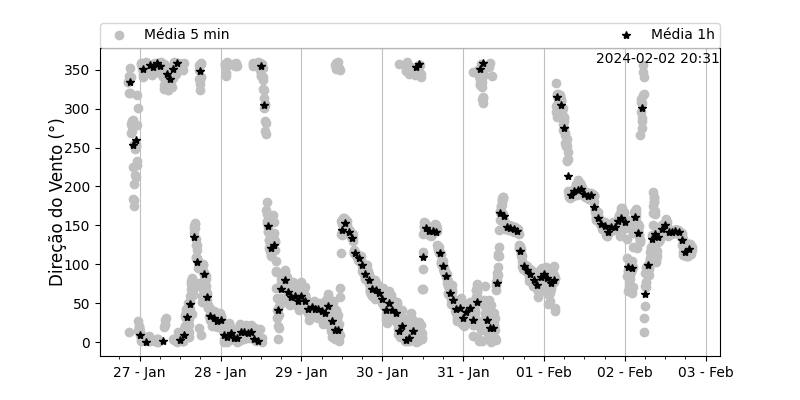 Média 5 min
Média 1h
2024-02-02 20:31
Direção do Vento (°)
350
300
250
200
150
100
50
0
27 - Jan
28 - Jan
29 - Jan
30 - Jan
31 - Jan
01 - Feb
02 - Feb
03 - Feb